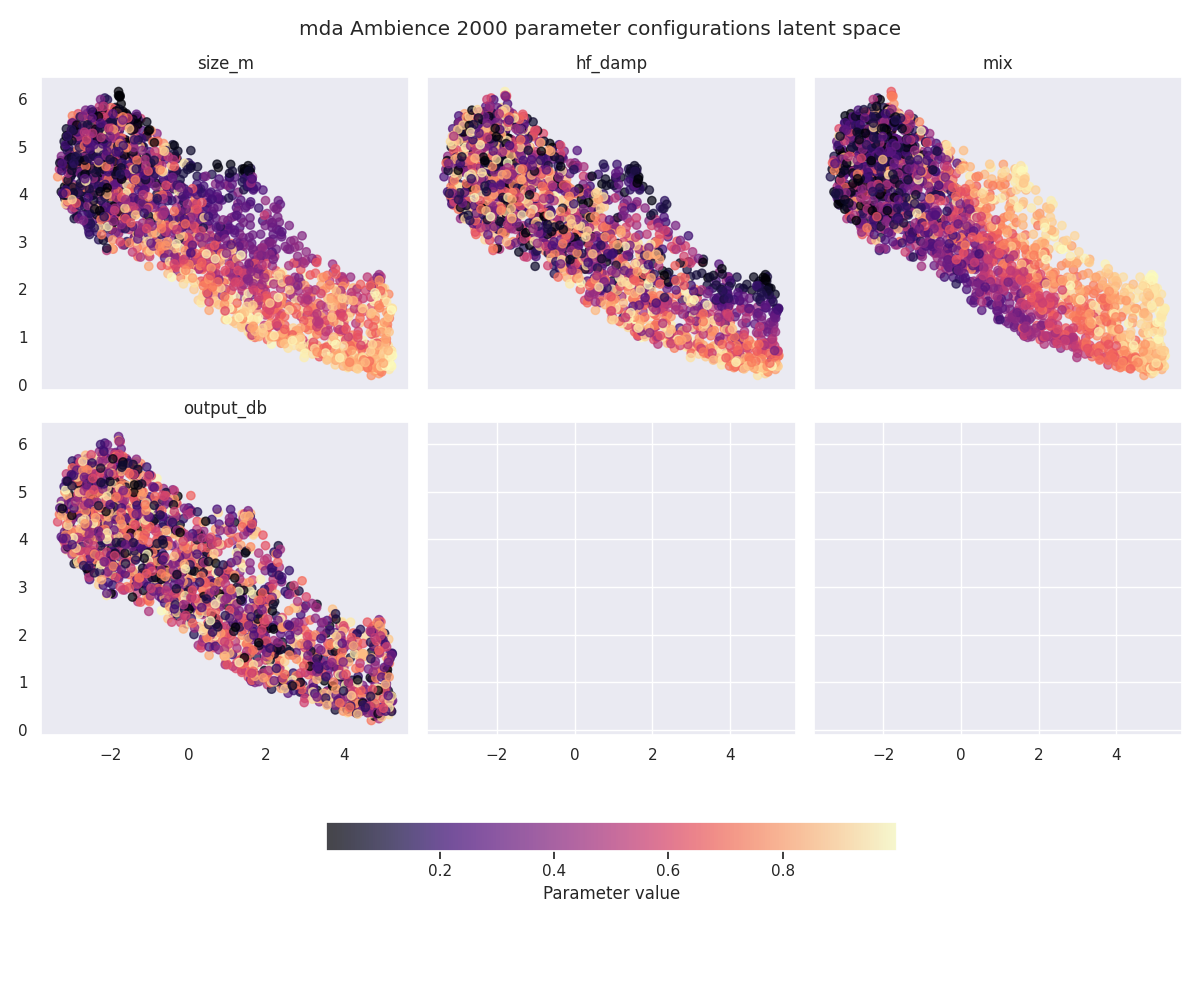 mda Ambience 2000 parameter configurations latent space
size_m hf_damp mix
6
5
4
3
2
1
0
output_db
6
5
4
3
2
1
0
−2 0 2 4 −2 0 2 4 −2 0 2 4
0.2 0.4 0.6 0.8
Parameter value